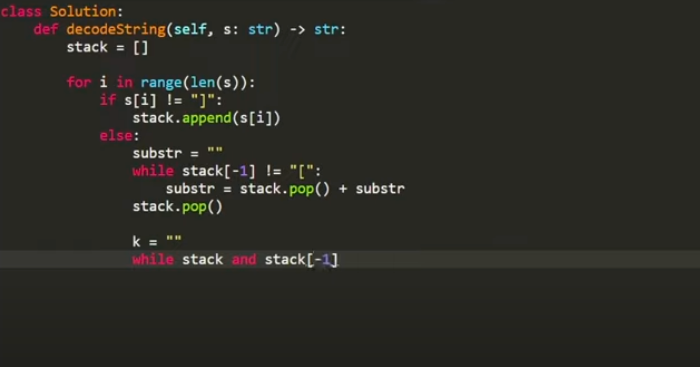 class Solution:
    def decodeString(self, s: str) -> str:
        stack = []

        for i in range(len(s)):
            if s[i] != "]":
                stack.append(s[i])
            else:
                substr = ""
                while stack[-1] != "[":
                    substr = stack.pop() + substr
                stack.pop()

                k = ""
                while stack and stack[-1]